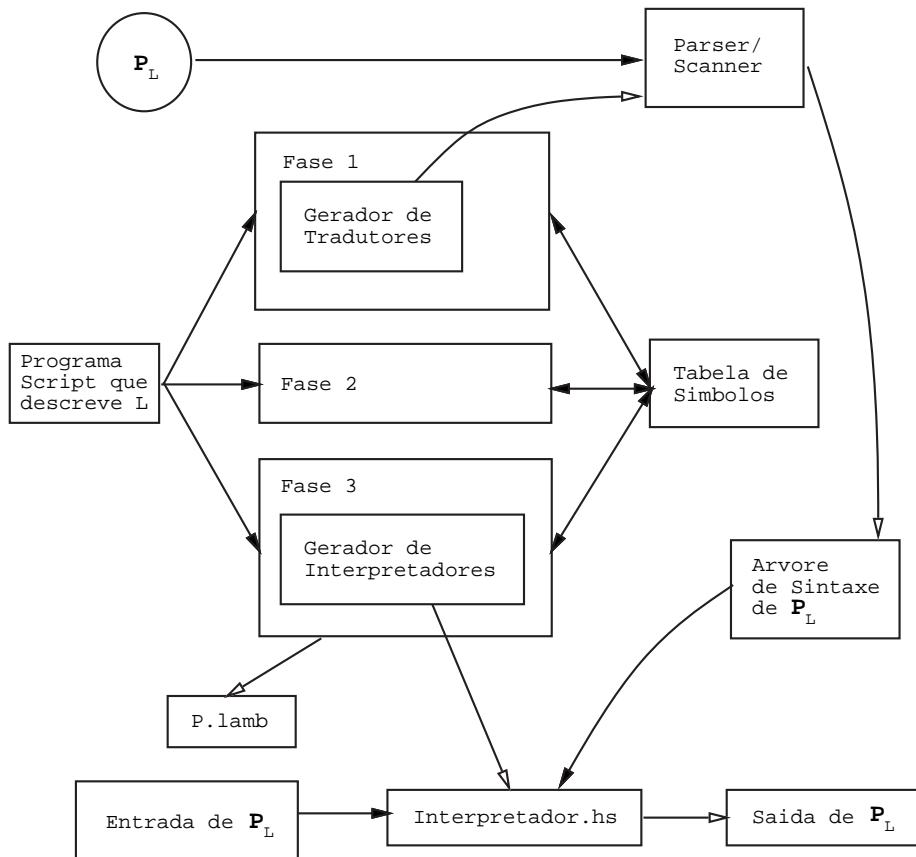 P_L
Parser/
Scanner
Fase 1
Gerador de
Tradutores
Programa
Script que
descreve L
Fase 2
Tabela de
Simbolos
Fase 3
Gerador de
Interpretadores
Arvore
de Sintaxe
de P_L
P.lamb
Entrada de P_L
Interpretador.hs
Saida de P_L